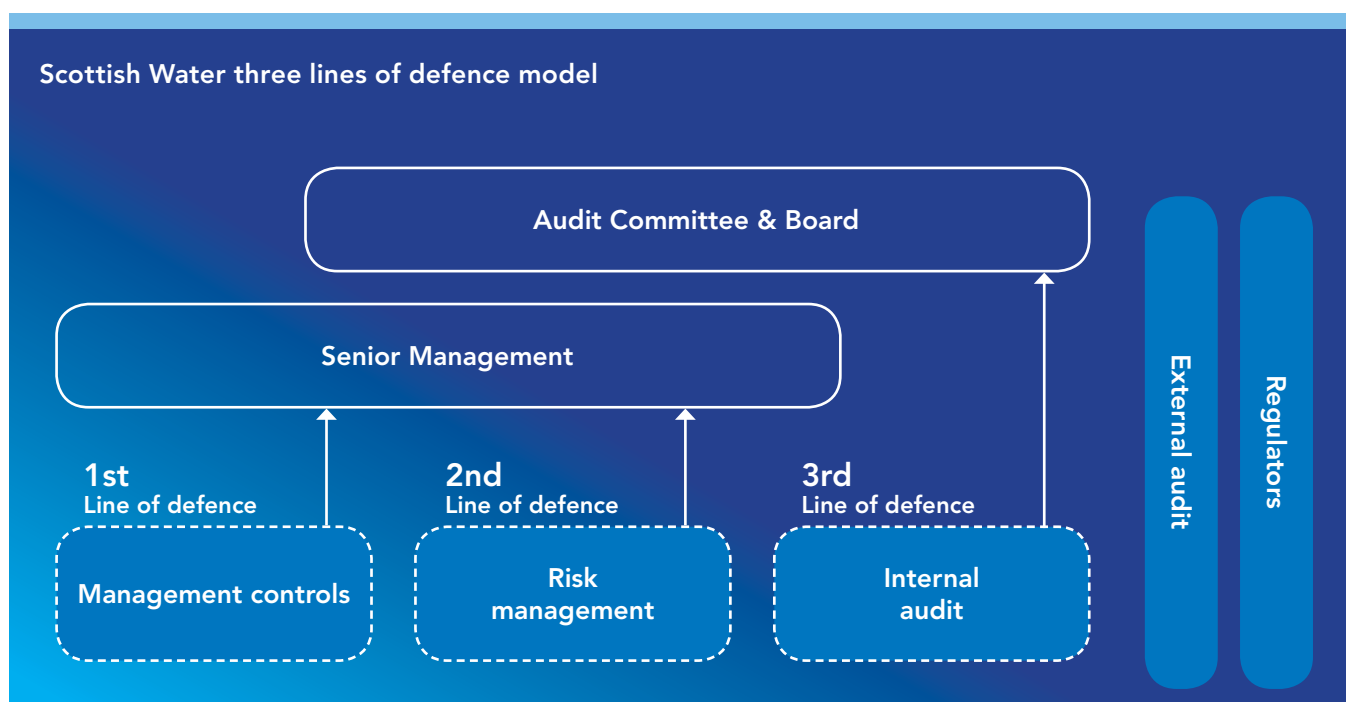 Scottish Water three lines of defence model
Audit Committee & Board
Senior Management
1st
Line of defence
2nd
Line of defence
3rd
Line of defence
Management controls
Risk
management
Internal
audit
External audit
Regulators